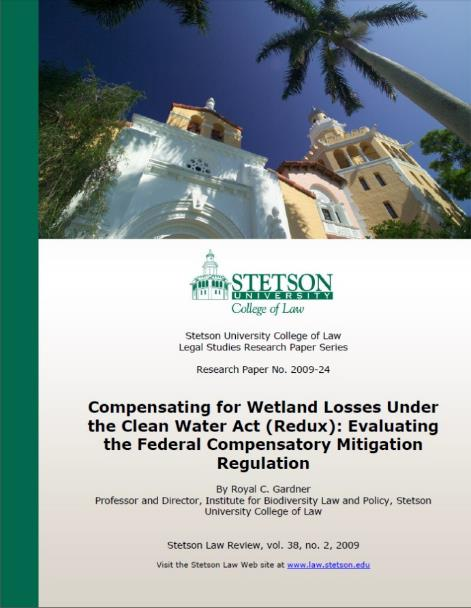 STETSON
UNIVERSITY
College of Law
Stetson University College of Law
Legal Studies Research Paper Series
Research Paper No. 2009-24
Compensating for Wetland Losses Under
the Clean Water Act (Redux): Evaluating
the Federal Compensatory Mitigation
Regulation
By Royal C. Gardner
Professor and Director, Institute for Biodiversity Law and Policy, Stetson
University College of Law
Stetson Law Review, vol. 38, no. 2, 2009
Visit the Stetson Law Web site at www.law.stetson.edu